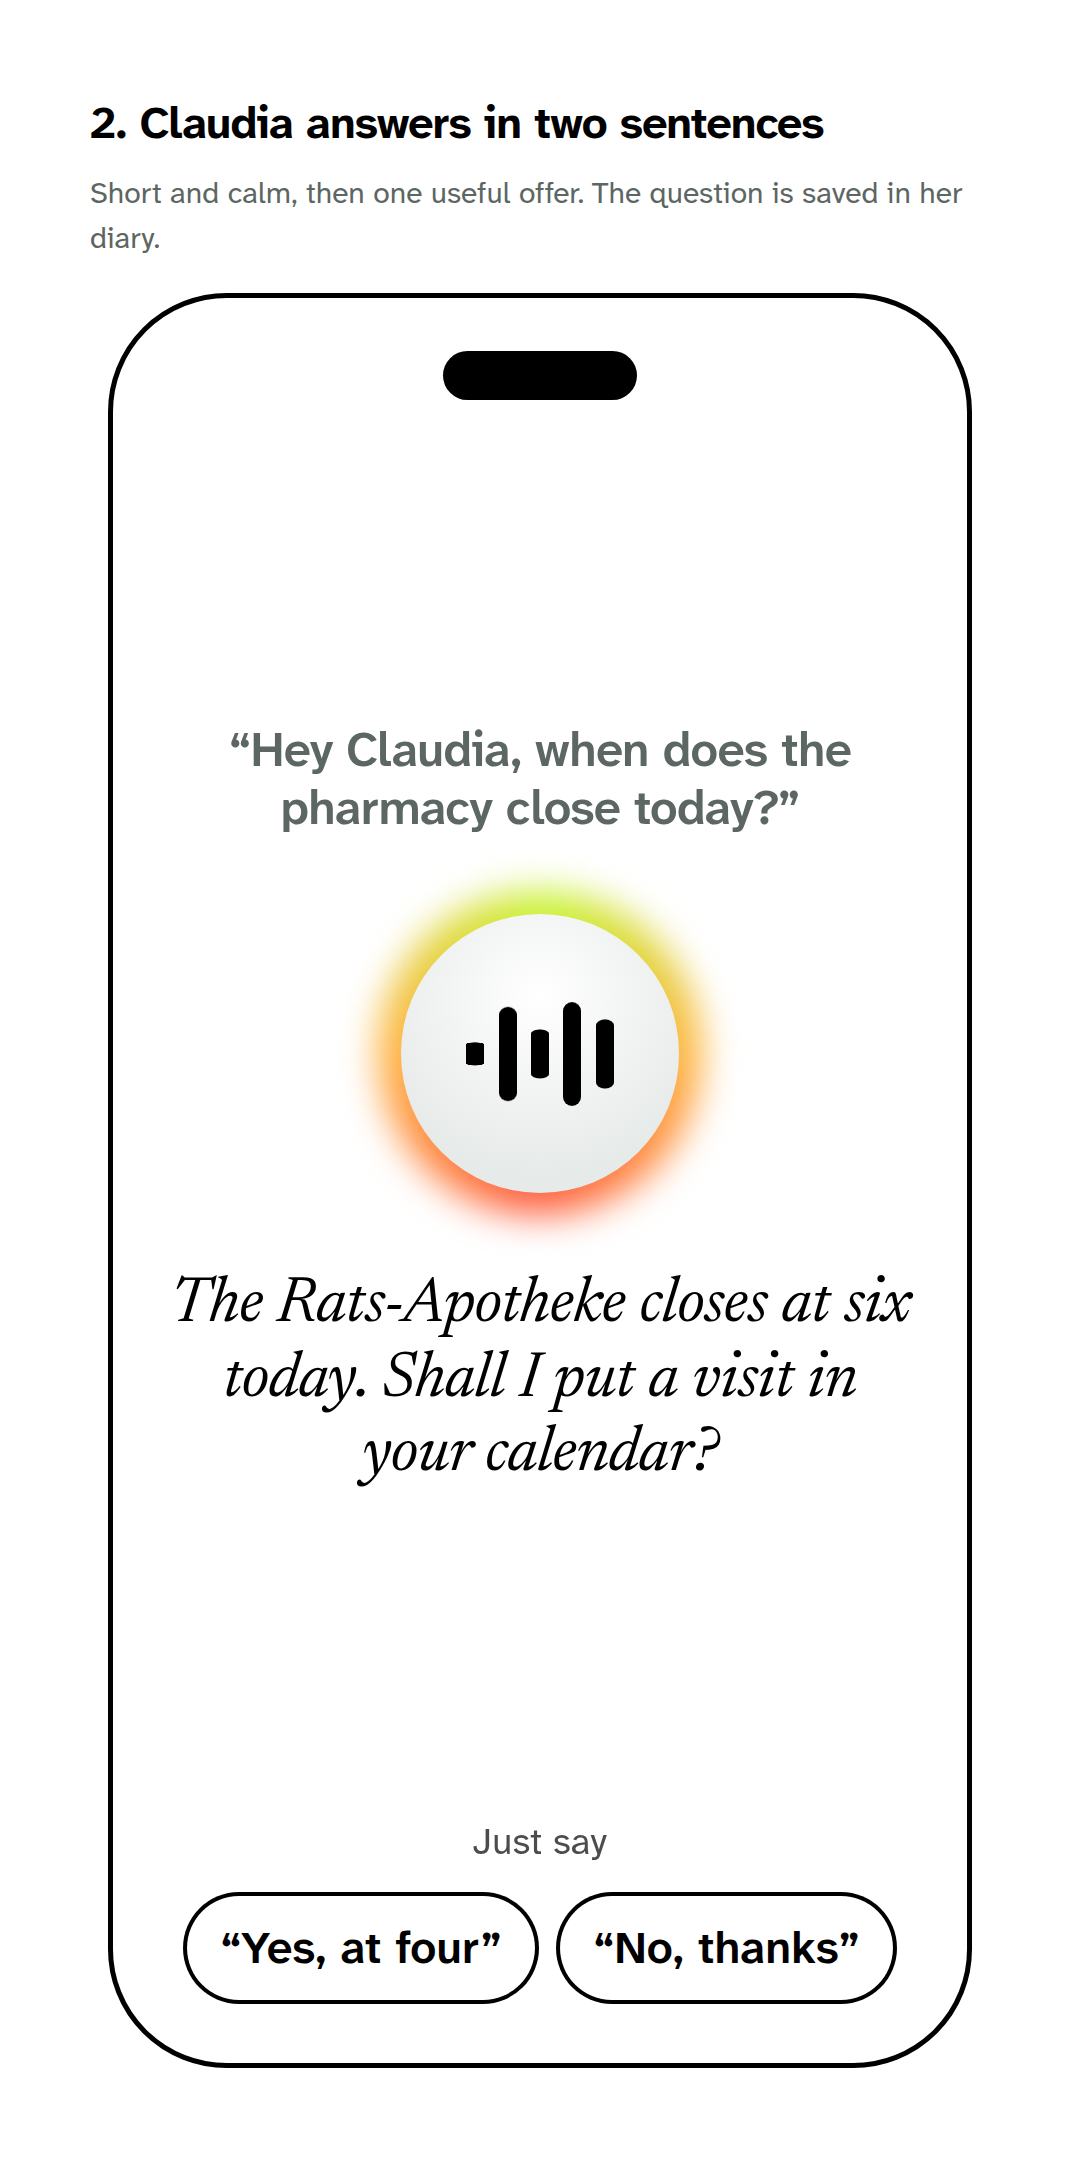 2. Claudia answers in two sentences
Short and calm, then one useful offer. The question is saved in her
diary.
“Hey Claudia, when does the
pharmacy close today?”
The Rats-Apotheke closes at six
today. Shall I put a visit in
your calendar?
Just say
“Yes, at four” “No, thanks”